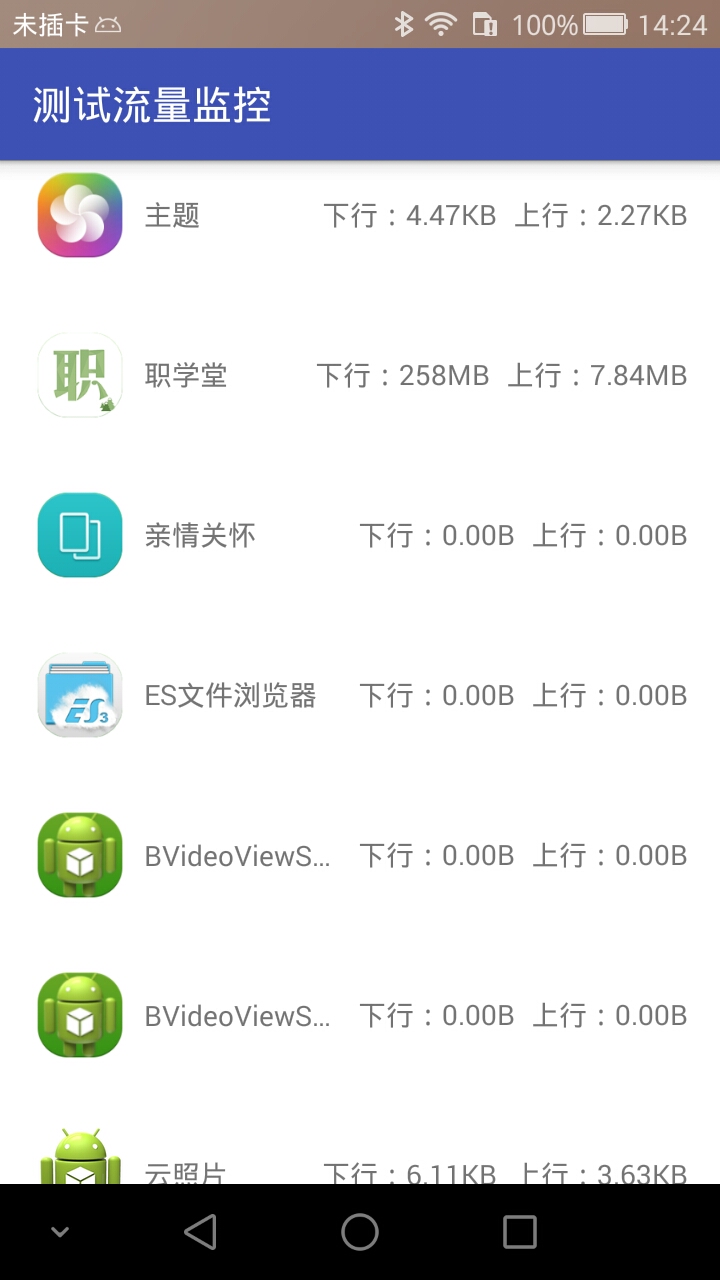 未插卡 100% 14:24
测试流量监控
主题 下行：4.47KB 上行：2.27KB
职
职学堂 下行：258MB 上行：7.84MB
亲情关怀 下行：0.00B 上行：0.00B
ES文件浏览器 下行：0.00B 上行：0.00B
ES3
BVideoViewS... 下行：0.00B 上行：0.00B
BVideoViewS... 下行：0.00B 上行：0.00B
云照片 下行：6.11KB 上行：3.63KB